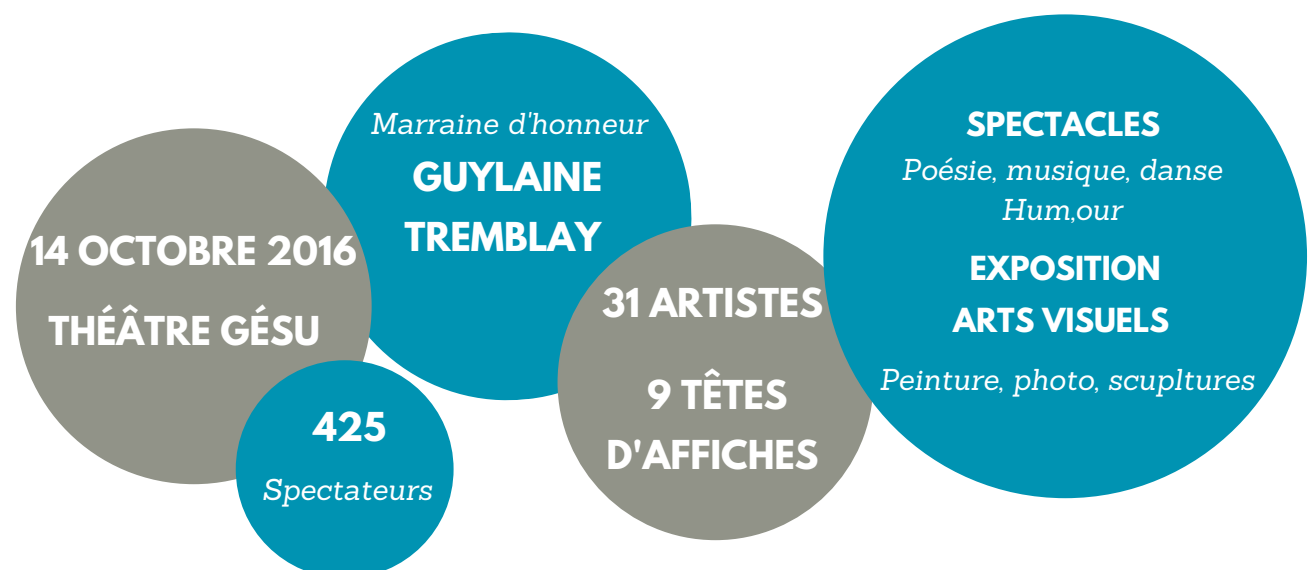 14 OCTOBRE 2016
THÉÂTRE GÉSU
425
Spectateurs
Marraine d'honneur
GUYLAINE
TREMBLAY
31 ARTISTES
9 TÊTES
D'AFFICHES
SPECTACLES
Poésie, musique, danse
Hum,our
EXPOSITION
ARTS VISUELS
Peinture, photo, scupltures